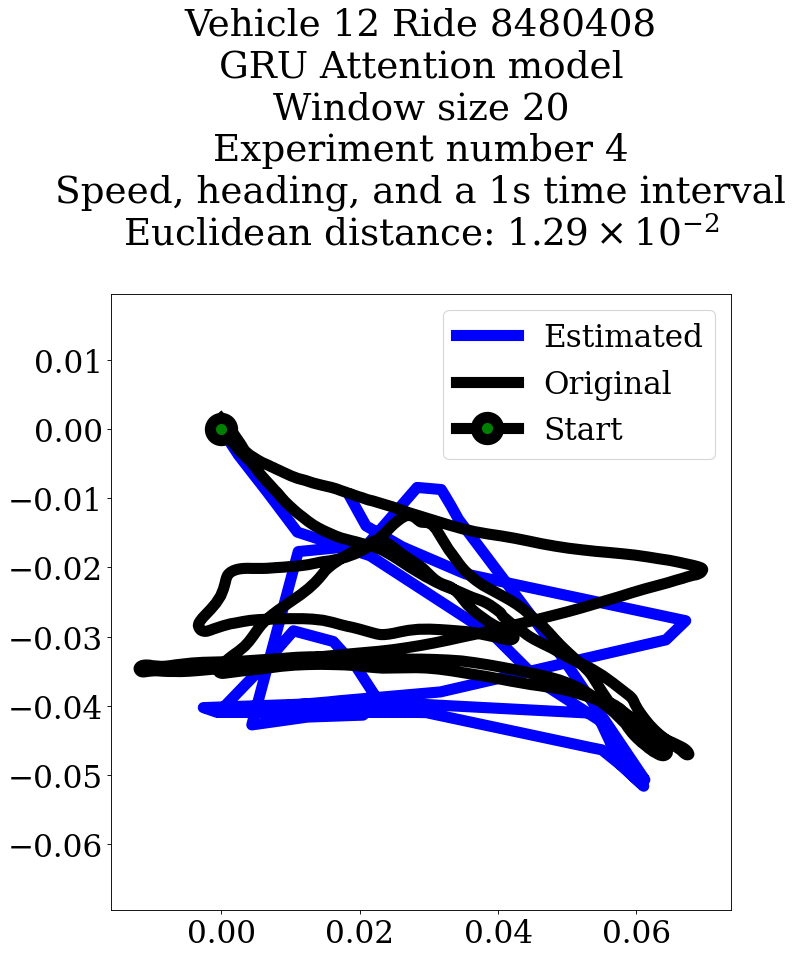 Vehicle 12 Ride 8480408
GRU Attention model
Window size 20
Experiment number 4
Speed, heading, and a 1s time interval
Euclidean distance: 1.29 × 10⁻²
Estimated
Original
Start
0.01
0.00
−0.01
−0.02
−0.03
−0.04
−0.05
−0.06
0.00 0.02 0.04 0.06